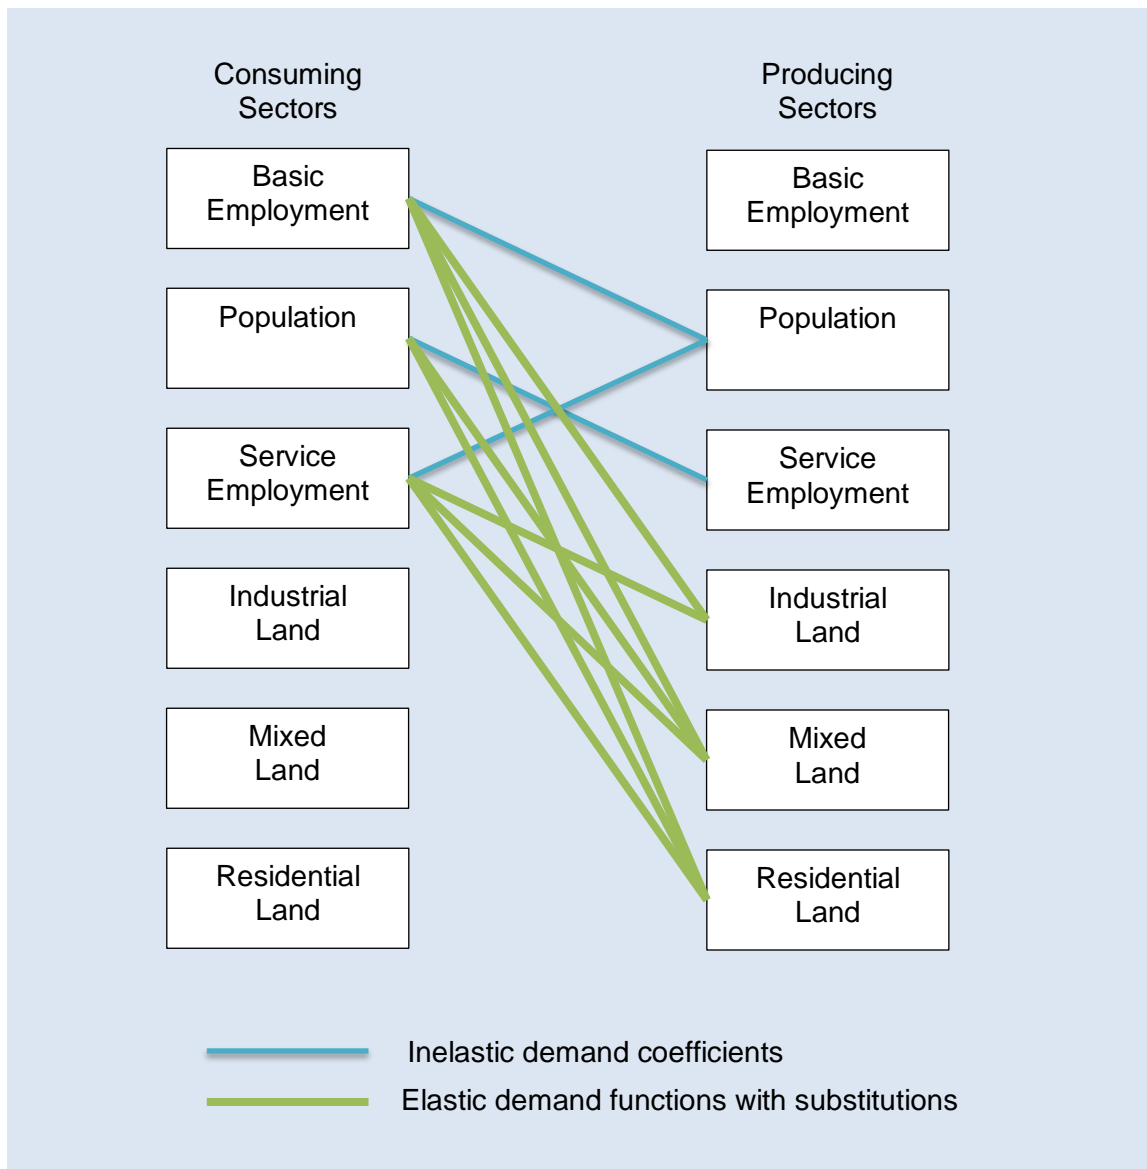 Consuming
Sectors
Producing
Sectors
Basic
Employment
Basic
Employment
Population
Population
Service
Employment
Service
Employment
Industrial
Land
Industrial
Land
Mixed
Land
Mixed
Land
Residential
Land
Residential
Land
Inelastic demand coefficients
Elastic demand functions with substitutions